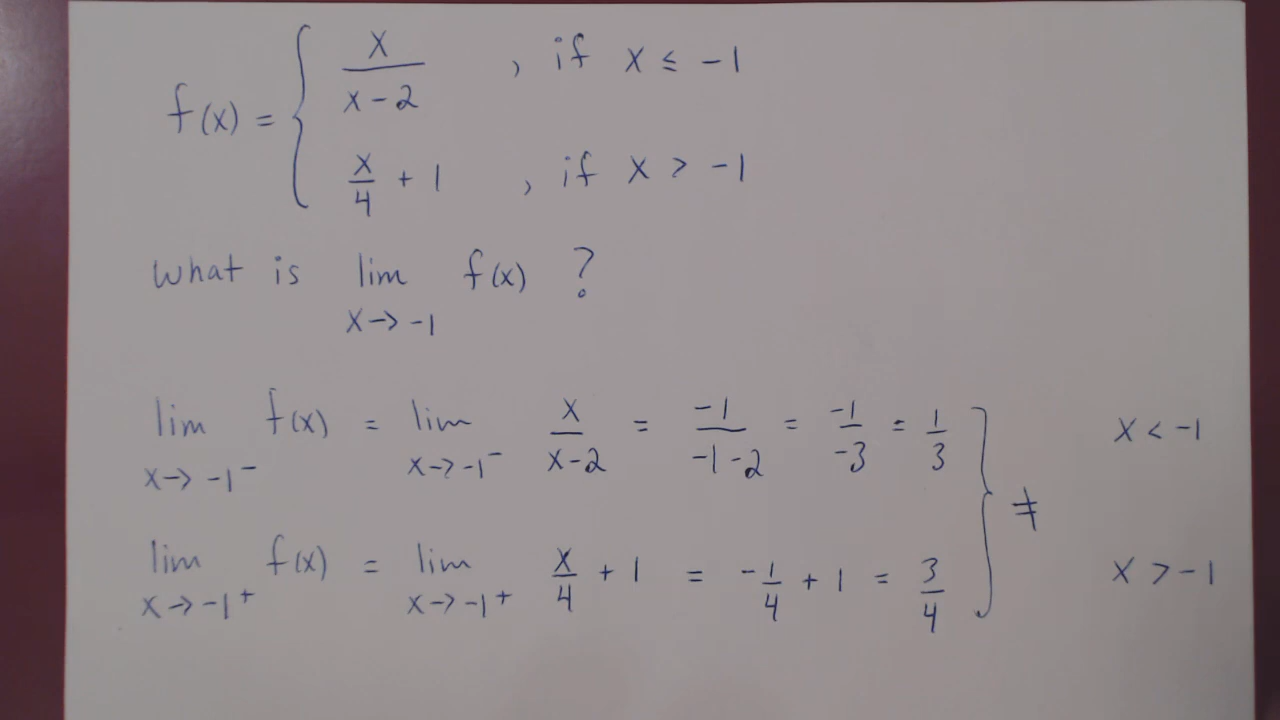 f(x) = { x/(x-2) , if x ≤ -1
x/4 + 1 , if x > -1
What is lim x→-1 f(x) ?
lim x→-1⁻ f(x) = lim x→-1⁻ x/(x-2) = -1/(-1-2) = -1/-3 = 1/3 } ≠ x < -1
lim x→-1⁺ f(x) = lim x→-1⁺ x/4 + 1 = -1/4 + 1 = 3/4 x > -1